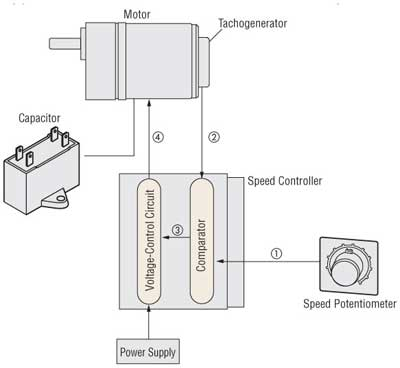 Motor
Tachogenerator
Capacitor
④
②
Speed Controller
Voltage-Control Circuit
③
Comparator
①
Speed Potentiometer
Power Supply